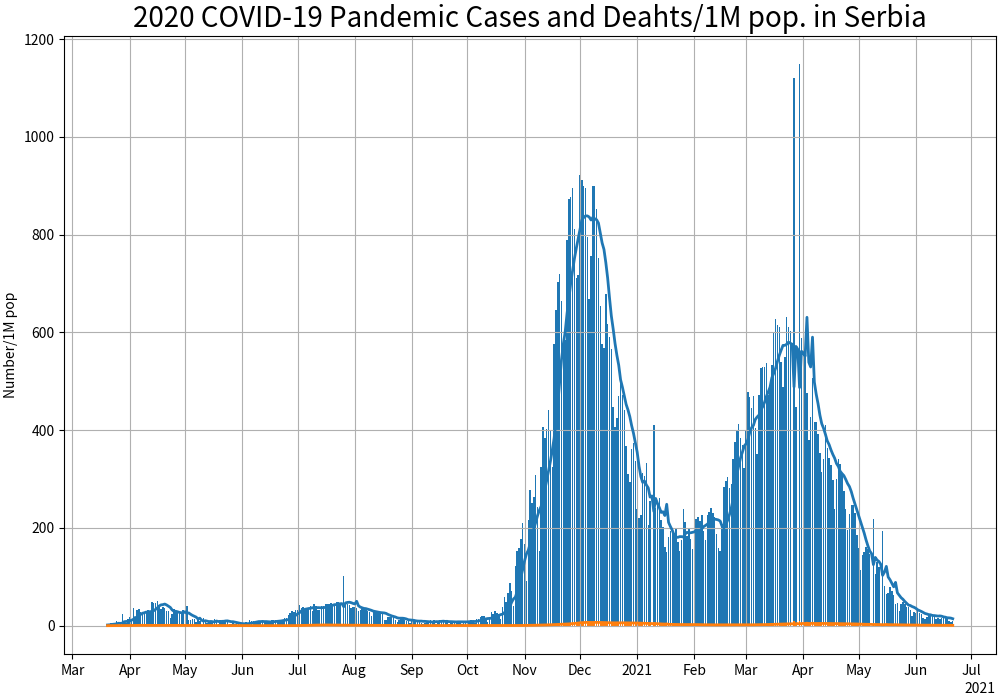 2020 COVID-19 Pandemic Cases and Deahts/1M pop. in Serbia
1200
1000
800
600
400
200
0
Number/1M pop
Mar Apr May Jun Jul Aug Sep Oct Nov Dec 2021 Feb Mar Apr May Jun Jul
2021